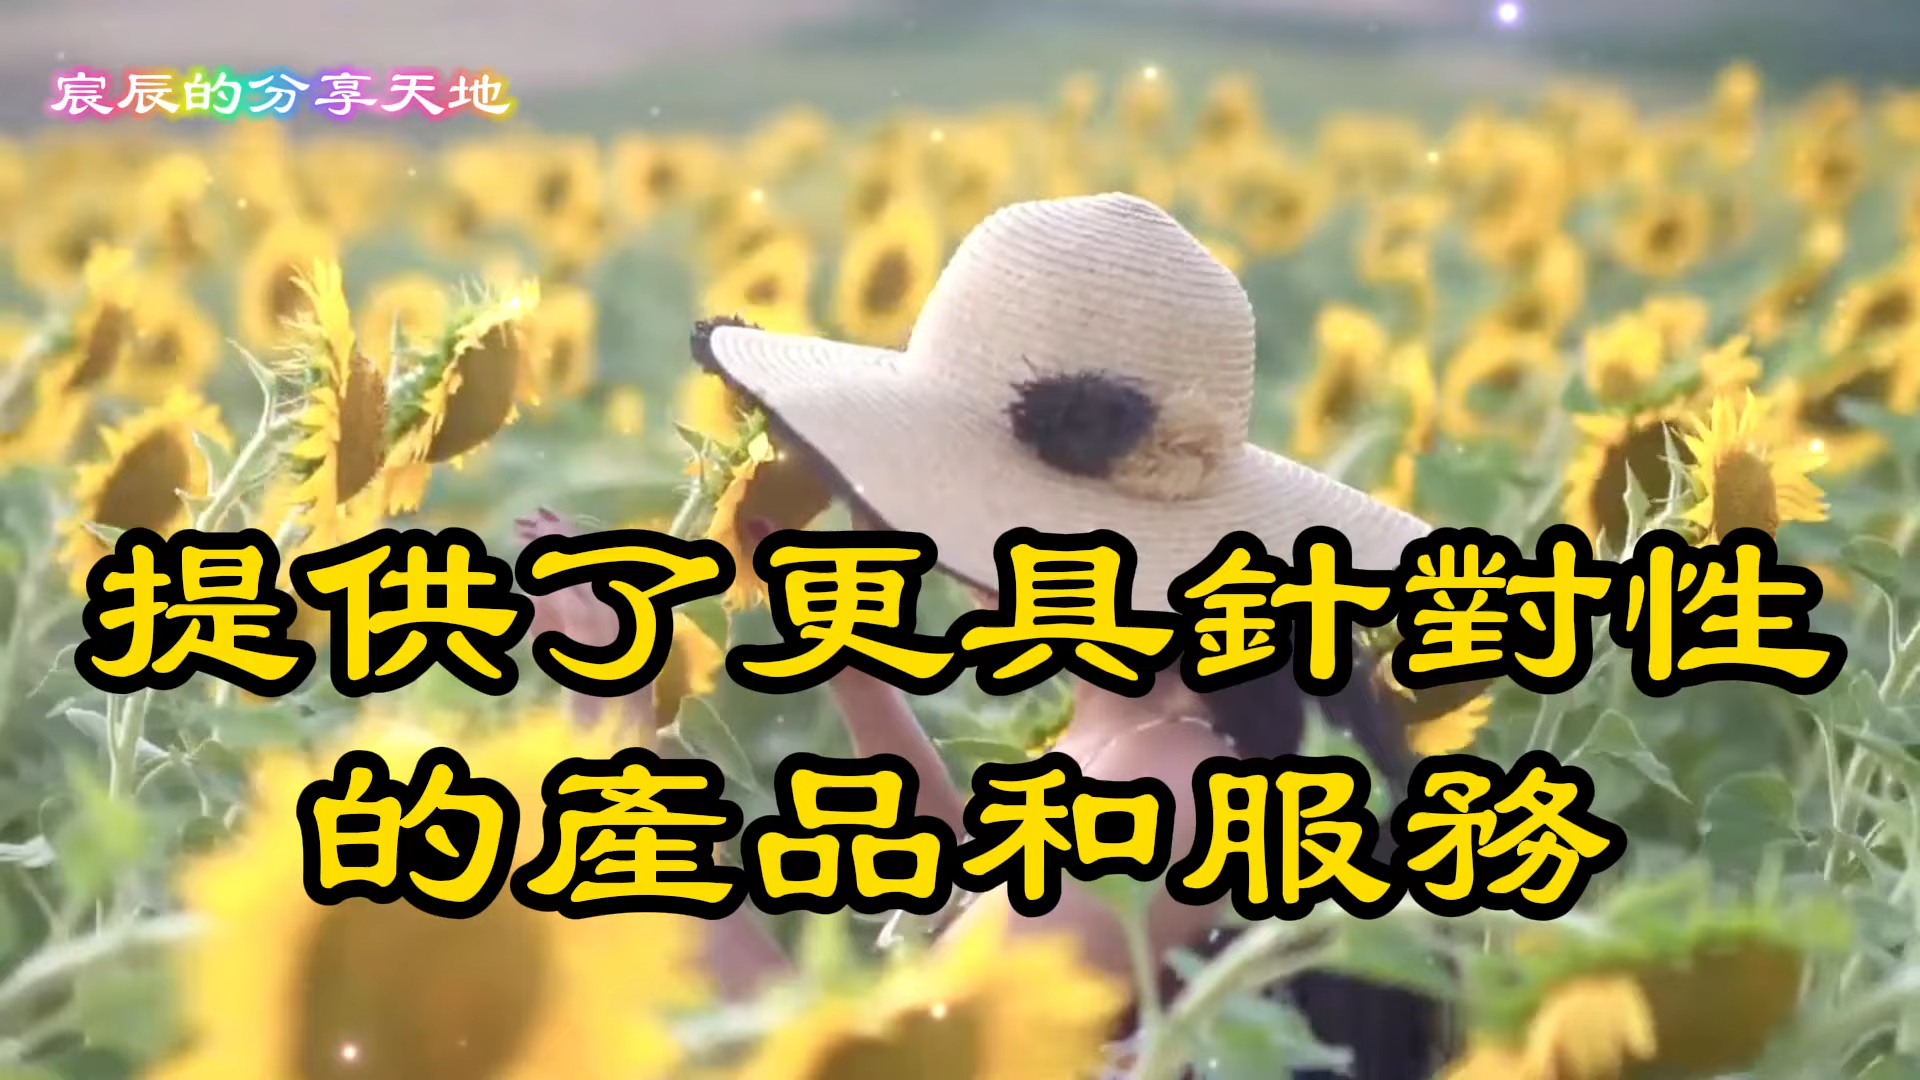 宸辰的分享天地
提供了更具針對性
的產品和服務